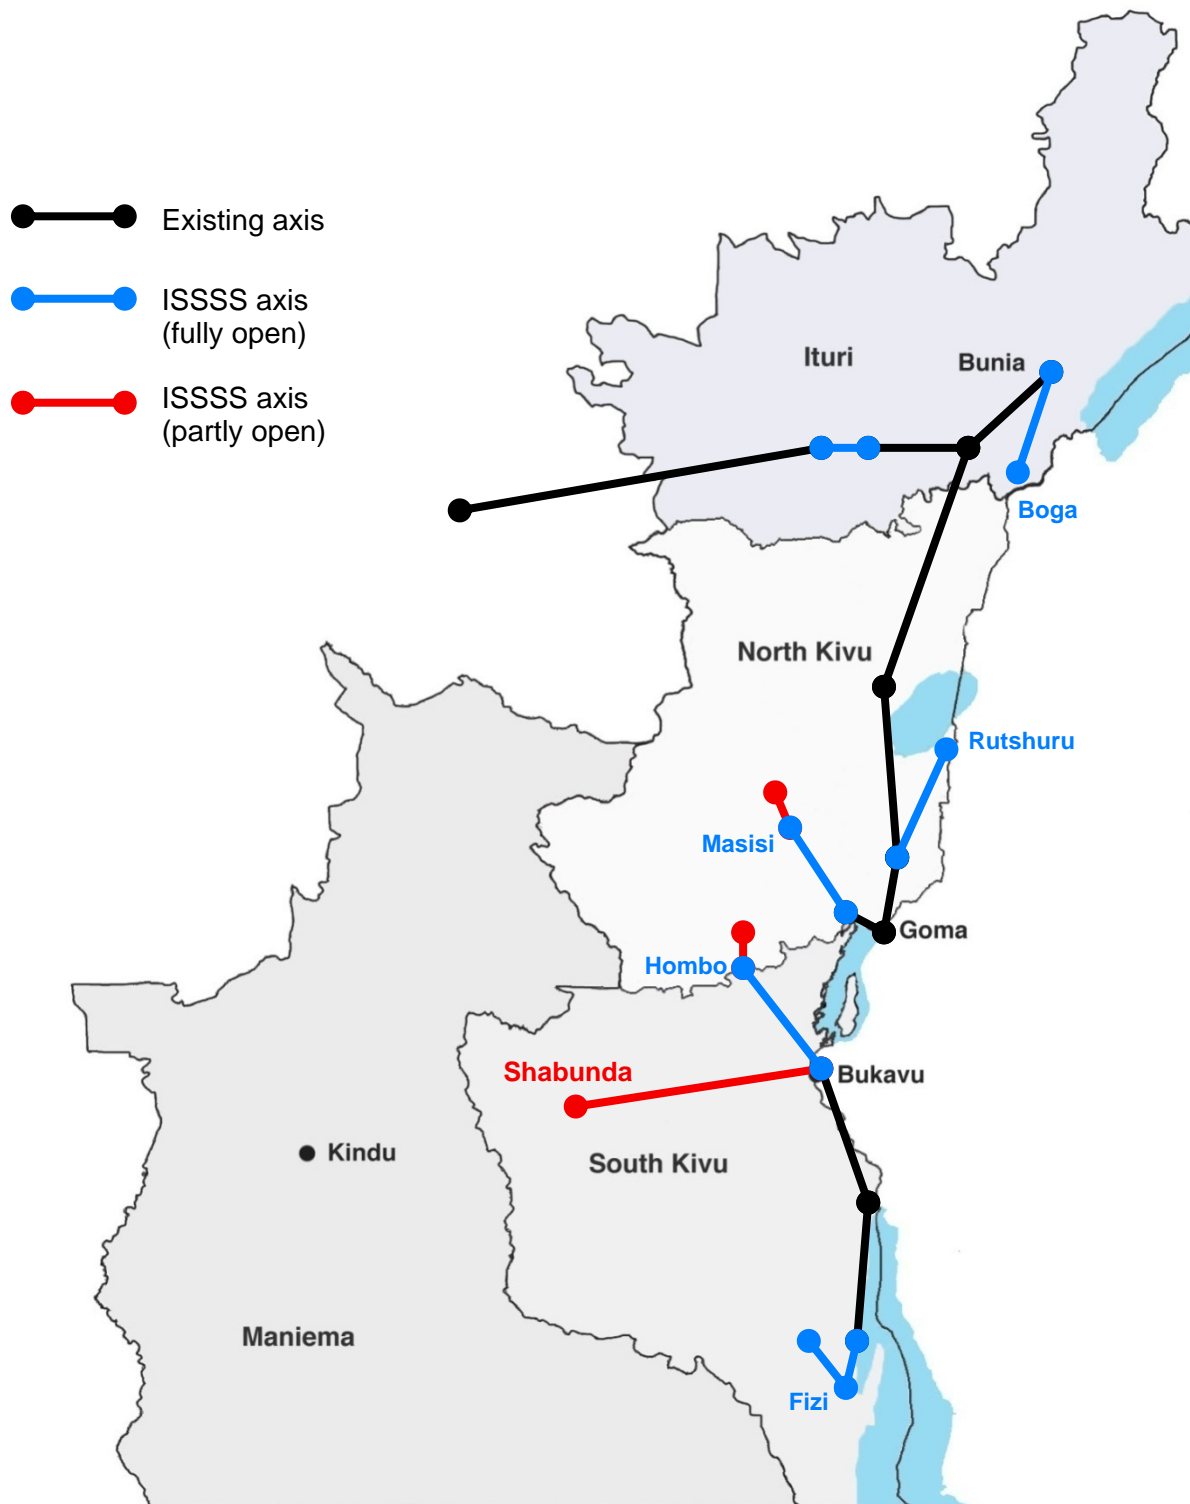 Existing axis
ISSSS axis
(fully open)
ISSSS axis
(partly open)
Ituri
Bunia
Boga
North Kivu
Rutshuru
Masisi
Goma
Hombo
Shabunda
Bukavu
Kindu
South Kivu
Maniema
Fizi